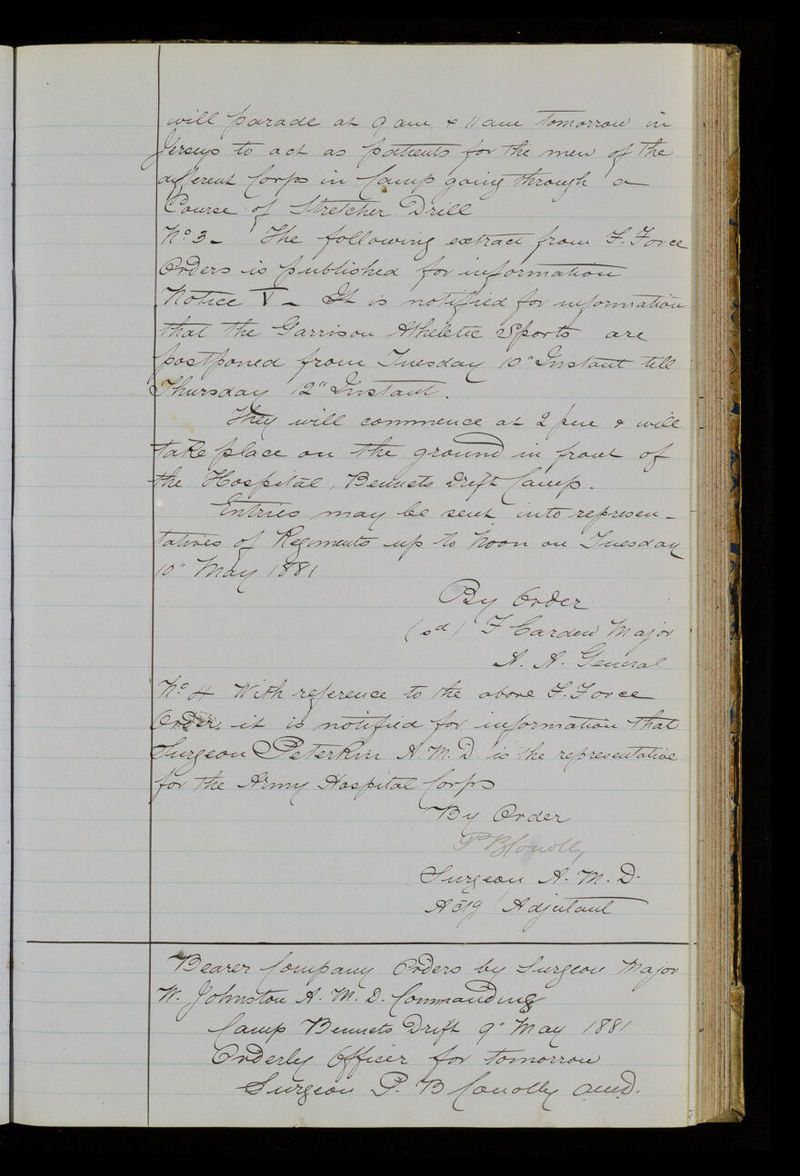 will parade at 9 am & 11 am tomorrow in
Jerseys to act as patients for the men of the
different Corps in Camp going through a
Course of Stretcher Drill
No 3 - The following extract from F. Force
Orders is published for information
Notice V - It is notified for information
that the Garrison Atheletic Sports are
postponed from Tuesday 10" Instant till
Thursday 12" Instant.
They will commence at 2 pm & will
take place on the ground in front of
the Hospital, Bennets Drift Camp.
Entries may be sent into represen-
tatives of Regiments up to Noon on Tuesday
10" May 1881
By Order
(sd) F Carden Major
A. A. General
No 4 With reference to the above F. Force
Order, it is notified for information that
Surgeon Peterkin A. M. D. is the representative
for the Army Hospital Corps
By Order
P B Conolly
Surgeon A. M. D.
Actg Adjutant
Bearer Company Orders by Surgeon Major
W. Johnston A. M. D. Commanding
Camp Bennets Drift 9" May 1881
Orderly Officer for tomorrow
Surgeon P. B Conolly amd.